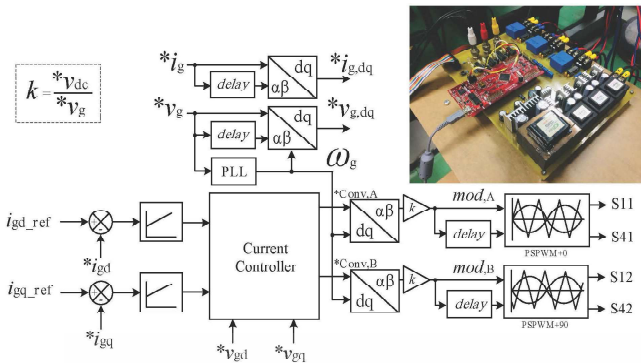 k = *vdc / *vg
*ig
delay
αβ
dq
*ig,dq
*vg
delay
αβ
dq
*vg,dq
PLL
ωg
igd_ref
*igd
igq_ref
*igq
Current
Controller
*vgd
*vgq
*Conv,A
αβ
dq
k
mod,A
delay
PSPWM+0
S11
S41
*Conv,B
αβ
dq
k
mod,B
delay
PSPWM+90
S12
S42